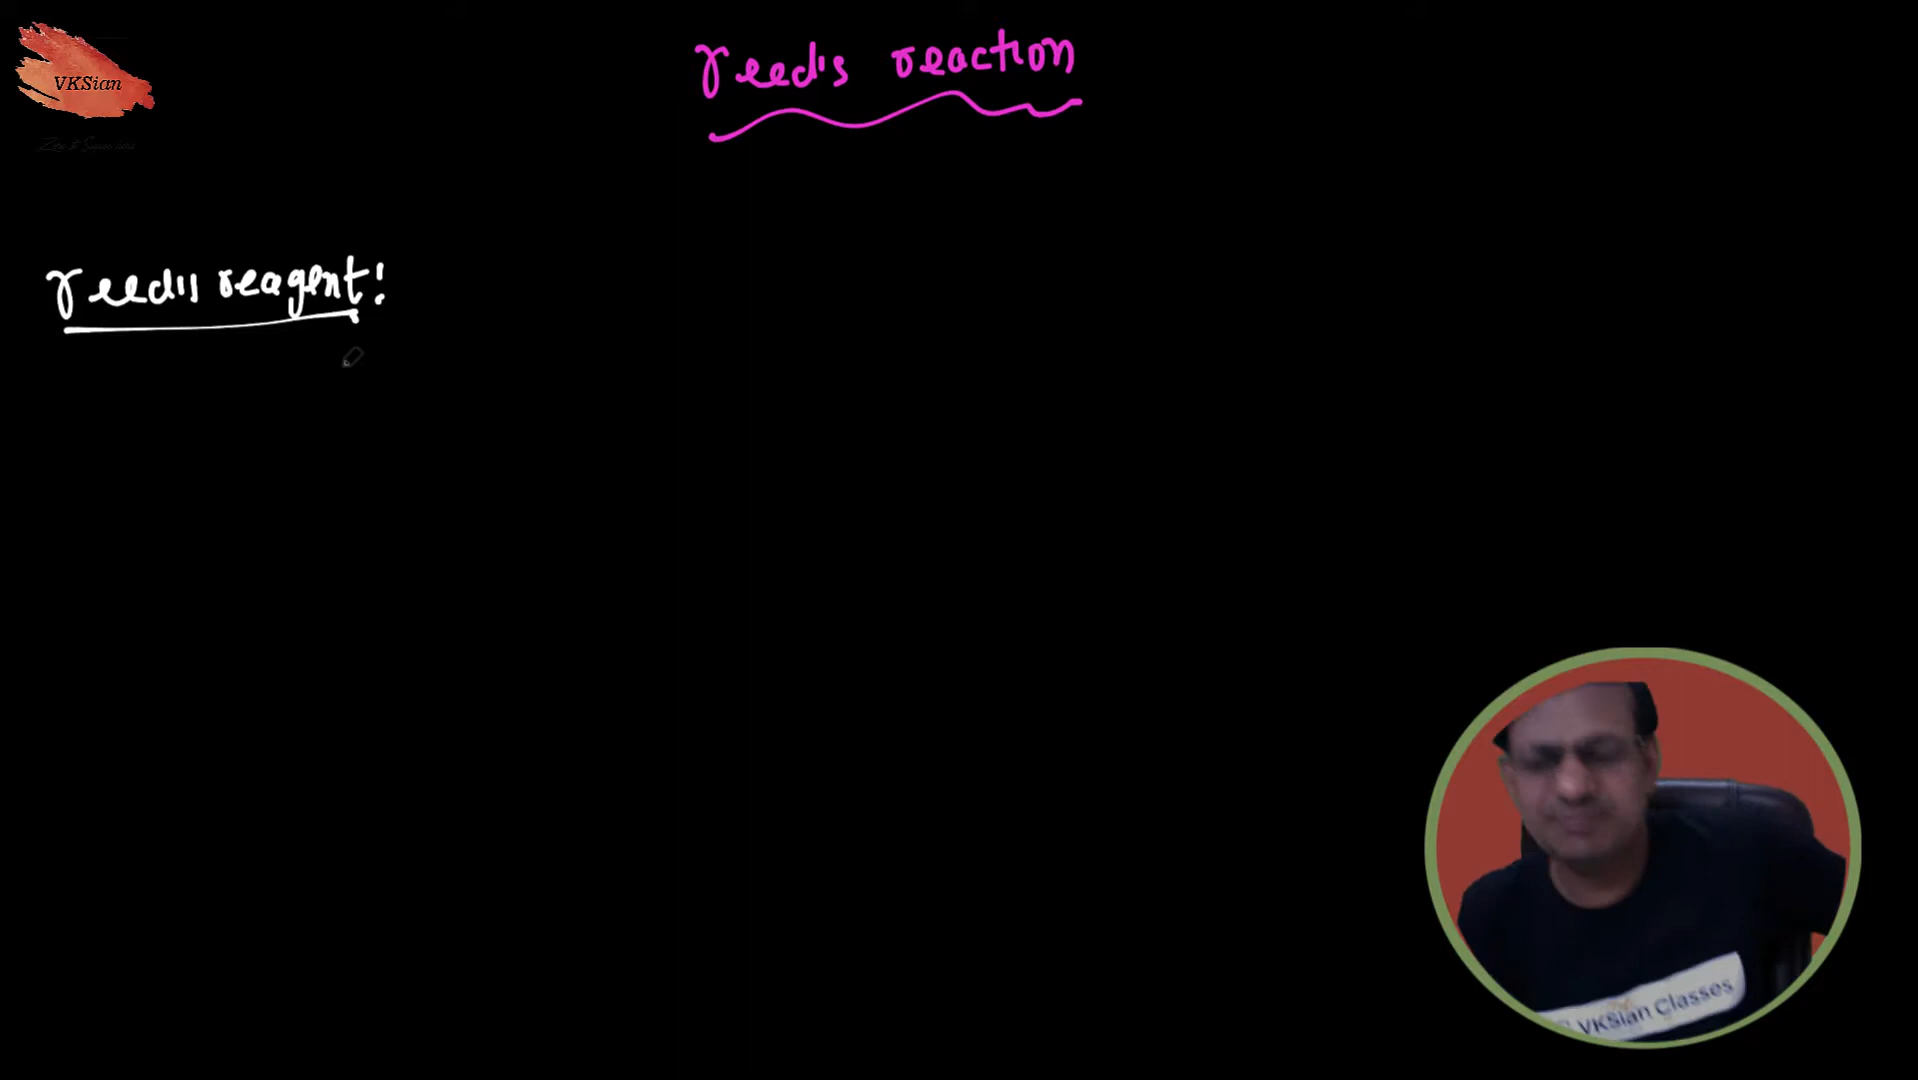 reed's reaction
VKSian
reed's reagent:
VKSian Classes